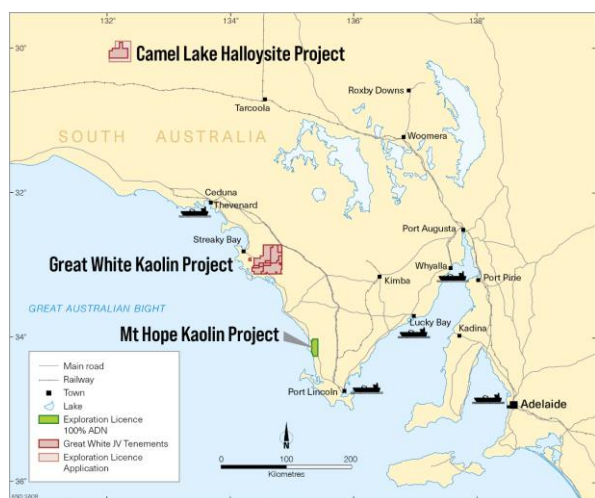 132°
134°
136°
138°
30°
Camel Lake Halloysite Project
Roxby Downs
Tarcoola
Woomera
SOUTH AUSTRALIA
32°
Ceduna
Thevenard
Streaky Bay
Port Augusta
Great White Kaolin Project
Whyalla
Kimba
Port Pirie
GREAT AUSTRALIAN BIGHT
Lucky Bay
Kadina
Mt Hope Kaolin Project
34°
Port Lincoln
Adelaide
Main road
Railway
Town
Lake
Exploration Licence
100% ADN
Great White JV Tenements
Exploration Licence
Application
N
0 100 200
Kilometres